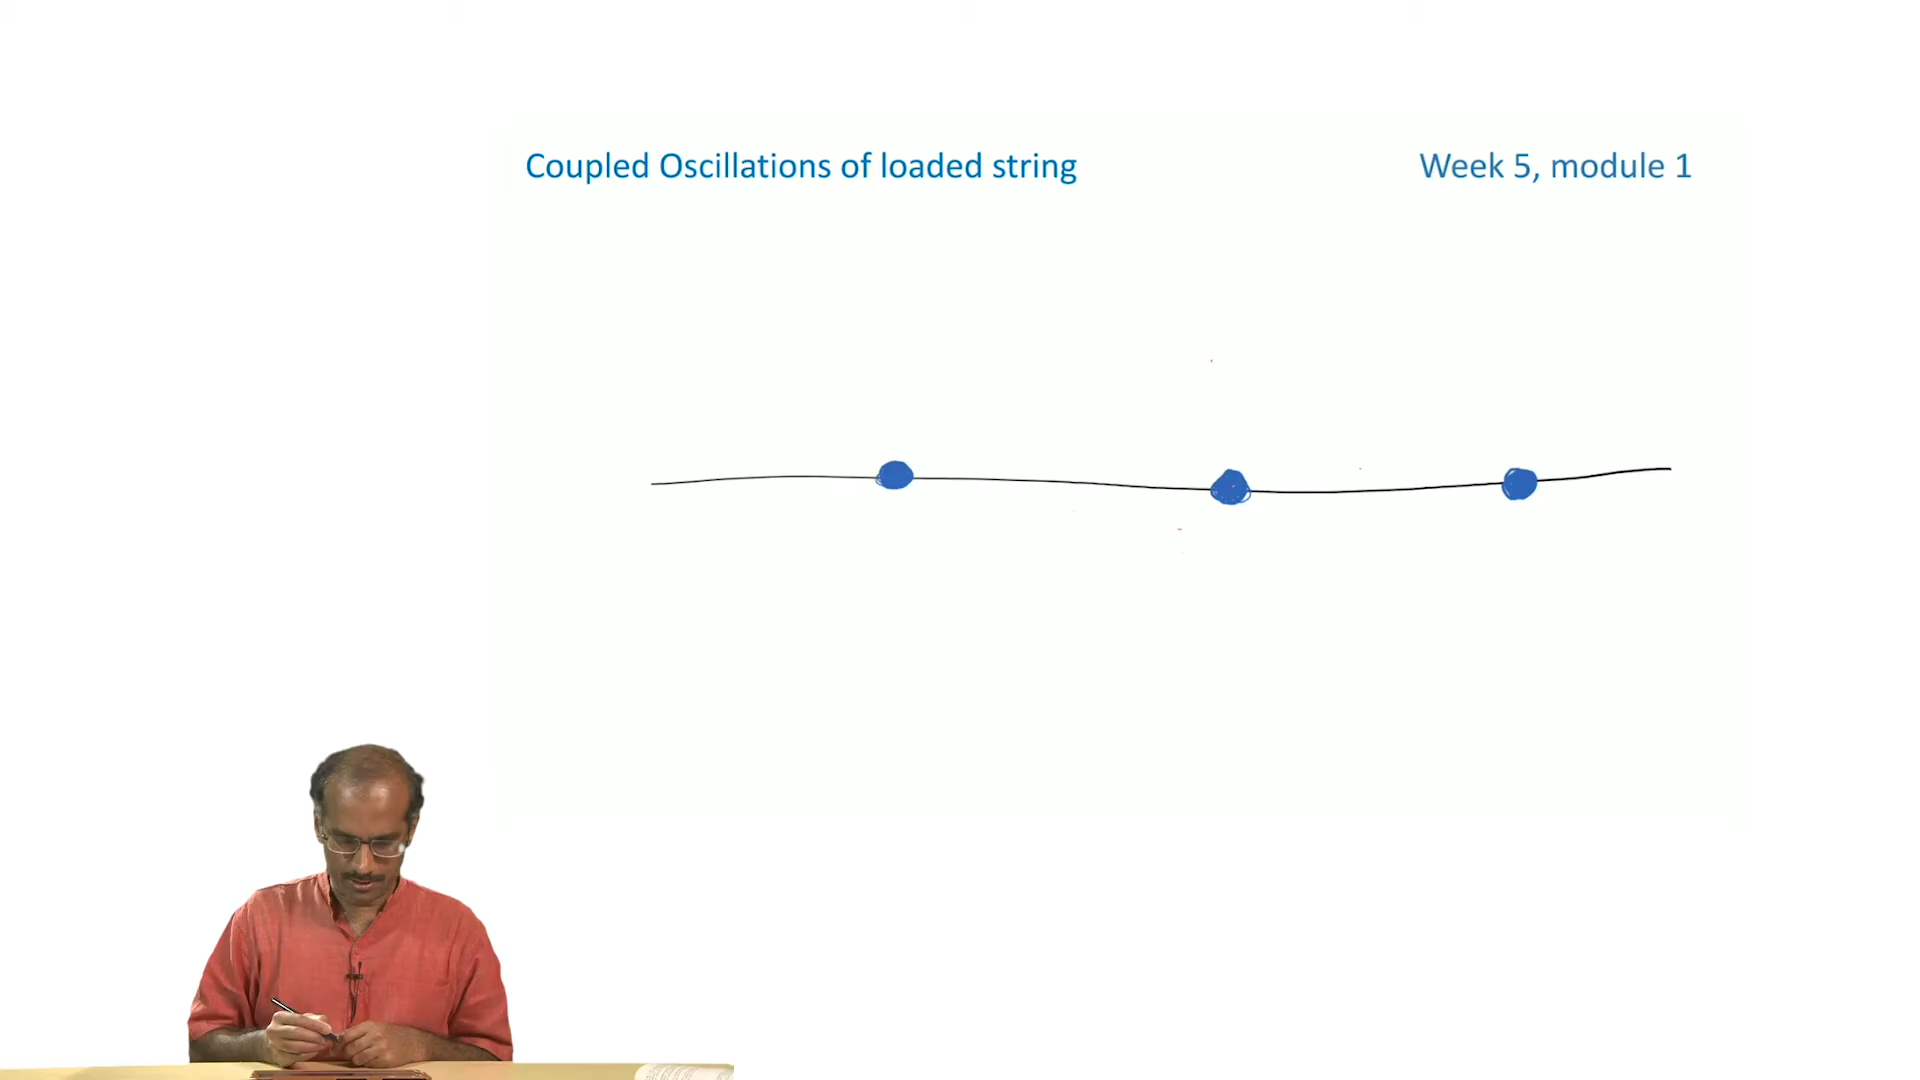 Coupled Oscillations of loaded string
Week 5, module 1